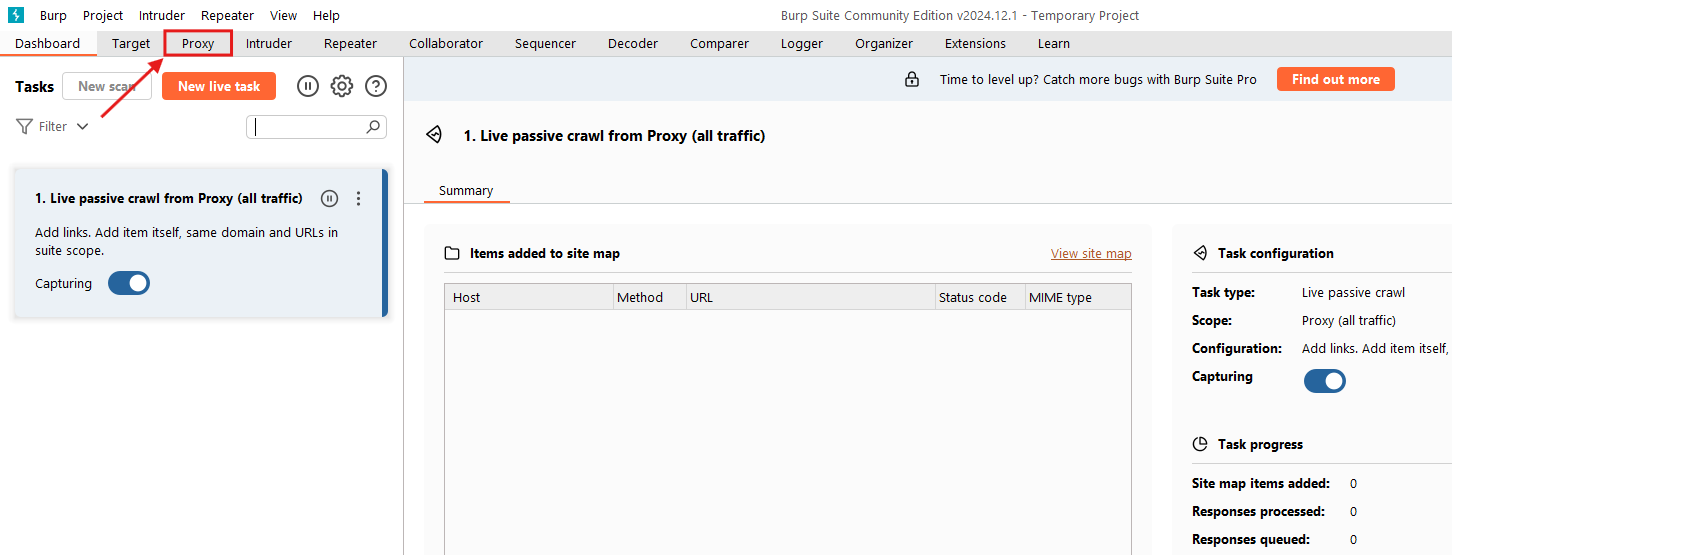 Burp Project Intruder Repeater View Help Burp Suite Community Edition v2024.12.1 - Temporary Project
Dashboard Target Proxy Intruder Repeater Collaborator Sequencer Decoder Comparer Logger Organizer Extensions Learn
Tasks New scan New live task
Filter
1. Live passive crawl from Proxy (all traffic)
Add links. Add item itself, same domain and URLs in
suite scope.
Capturing
Time to level up? Catch more bugs with Burp Suite Pro Find out more
1. Live passive crawl from Proxy (all traffic)
Summary
Items added to site map View site map
Host Method URL Status code MIME type
Task configuration
Task type: Live passive crawl
Scope: Proxy (all traffic)
Configuration: Add links. Add item itself,
Capturing
Task progress
Site map items added: 0
Responses processed: 0
Responses queued: 0